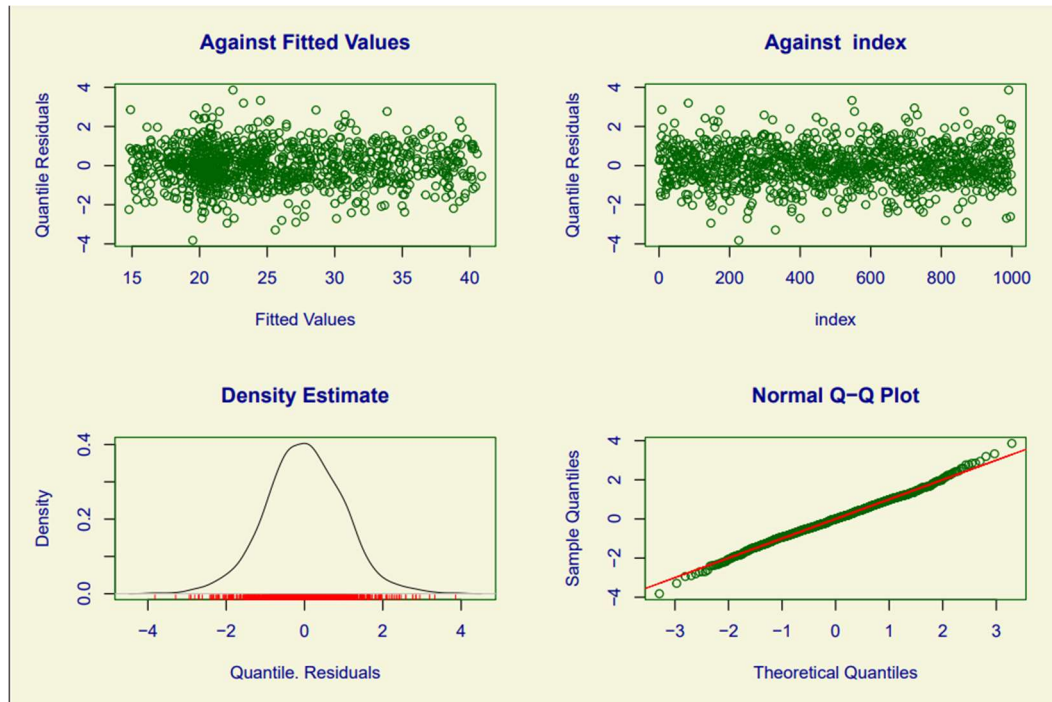 Against Fitted Values
Quantile Residuals
4
2
0
−2
−4
15 20 25 30 35 40
Fitted Values
Against index
Quantile Residuals
4
2
0
−2
−4
0 200 400 600 800 1000
index
Density Estimate
Density
0.4
0.2
0.0
−4 −2 0 2 4
Quantile. Residuals
Normal Q−Q Plot
Sample Quantiles
4
2
0
−2
−4
−3 −2 −1 0 1 2 3
Theoretical Quantiles